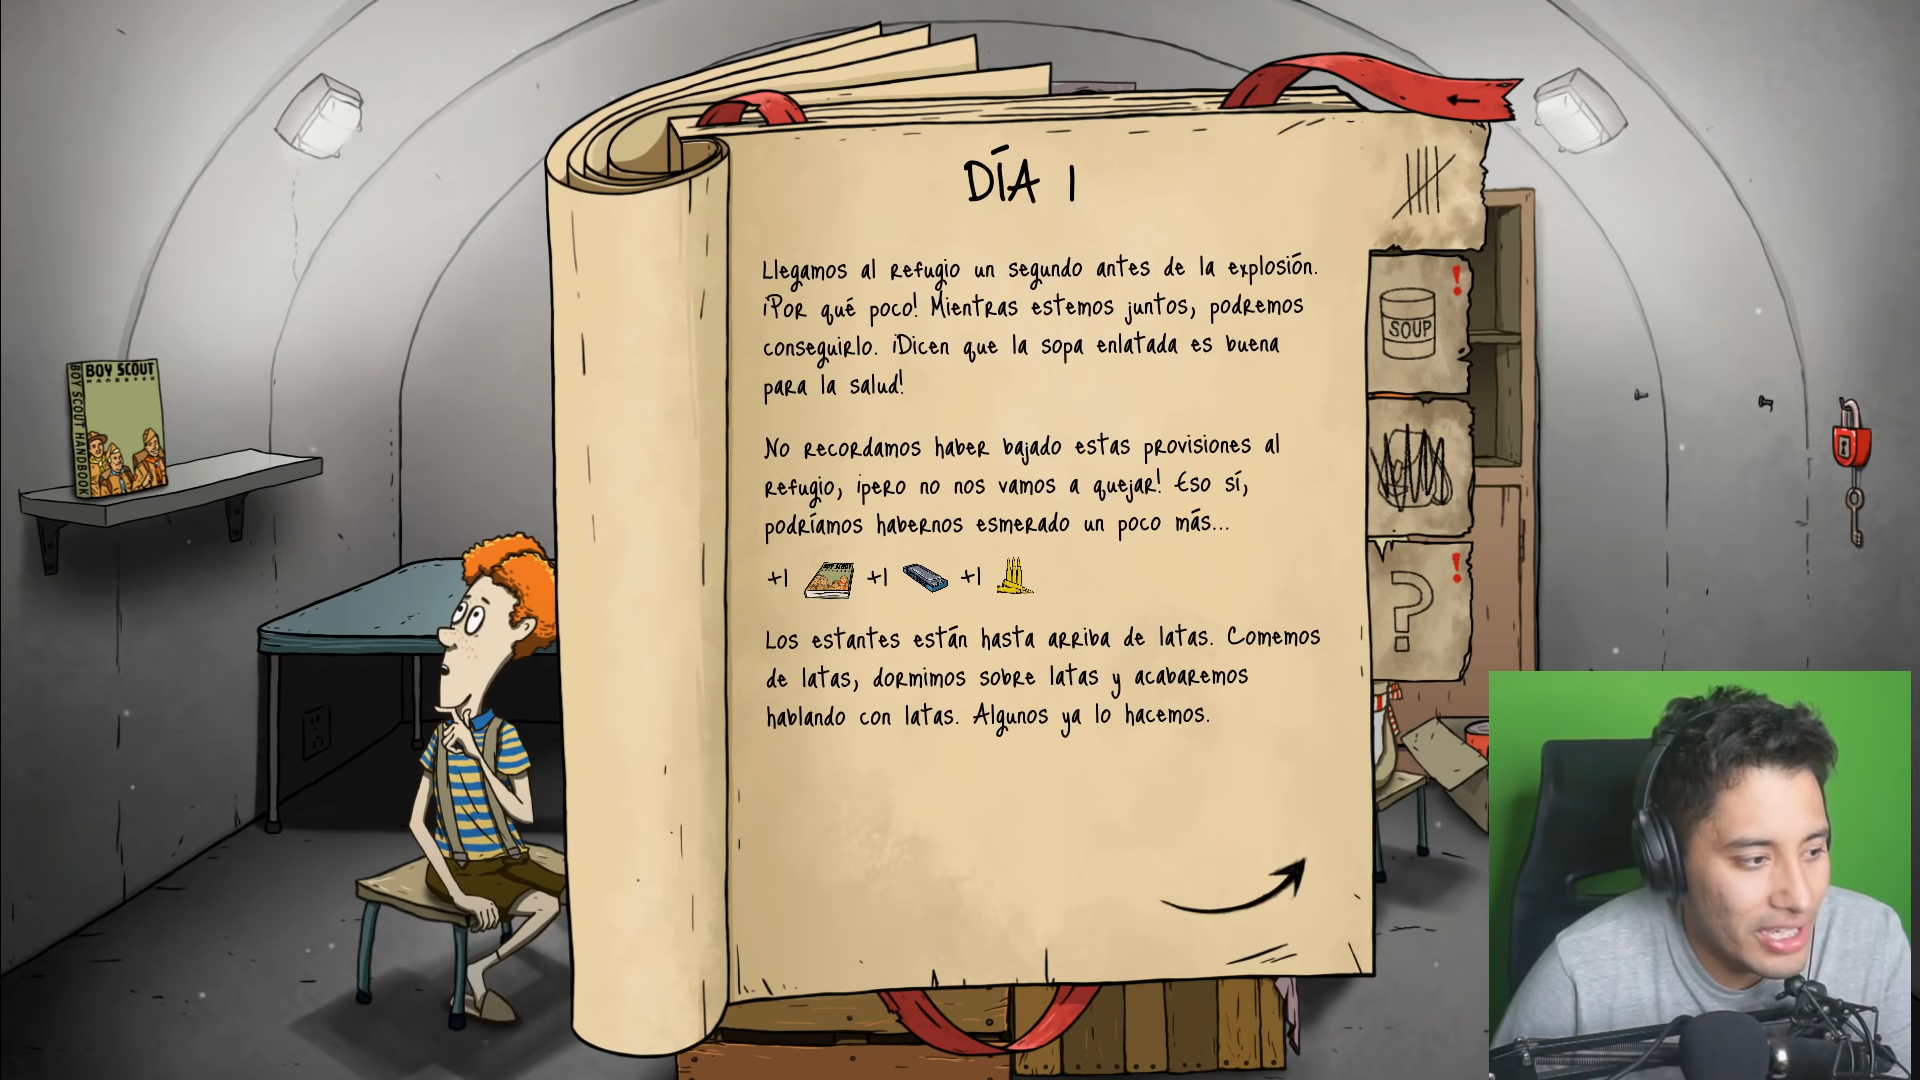 DÍA 1
Llegamos al refugio un segundo antes de la explosión.
¡Por qué poco! Mientras estemos juntos, podremos
conseguirlo. ¡Dicen que la sopa enlatada es buena
para la salud!
No recordamos haber bajado estas provisiones al
refugio, ¡pero no nos vamos a quejar! Eso sí,
podríamos habernos esmerado un poco más...
+1 +1 +1
Los estantes están hasta arriba de latas. Comemos
de latas, dormimos sobre latas y acabaremos
hablando con latas. Algunos ya lo hacemos.
!
SOUP
!
?
BOY SCOUT
HANDBOOK
BOY SCOUT HANDBOOK